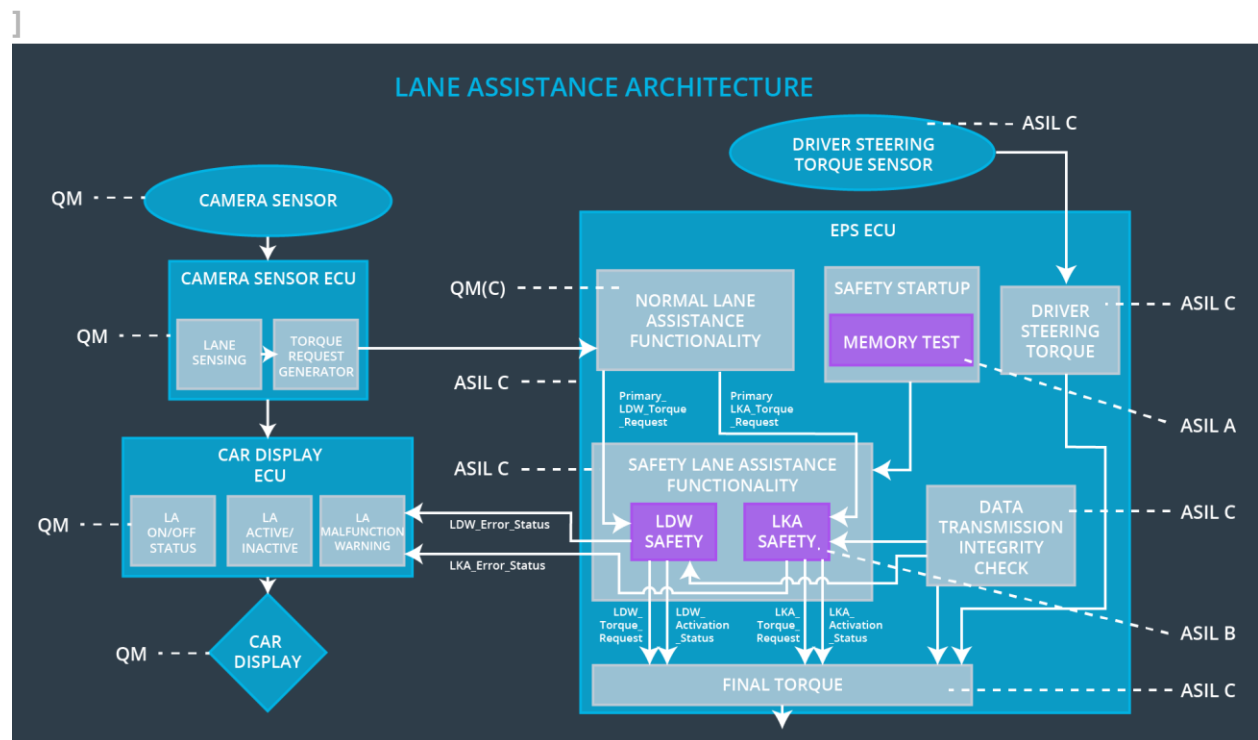 ]
LANE ASSISTANCE ARCHITECTURE
ASIL C
DRIVER STEERING
TORQUE SENSOR
QM
CAMERA SENSOR
EPS ECU
CAMERA SENSOR ECU
QM(C)
NORMAL LANE
ASSISTANCE
FUNCTIONALITY
SAFETY STARTUP
MEMORY TEST
DRIVER
STEERING
TORQUE
ASIL C
QM
LANE
SENSING
TORQUE
REQUEST
GENERATOR
ASIL C
Primary_
LDW_Torque
_Request
Primary
LKA_Torque
_Request
ASIL A
CAR DISPLAY
ECU
ASIL C
SAFETY LANE ASSISTANCE
FUNCTIONALITY
QM
LA
ON/OFF
STATUS
LA
ACTIVE/
INACTIVE
LA
MALFUNCTION
WARNING
LDW_Error_Status
LKA_Error_Status
LDW
SAFETY
LKA
SAFETY
DATA
TRANSMISSION
INTEGRITY
CHECK
ASIL C
LDW_
Torque_
Request
LDW_
Activation
_Status
LKA_
Torque_
Request
LKA_
Activation
_Status
ASIL B
QM
CAR
DISPLAY
FINAL TORQUE
ASIL C